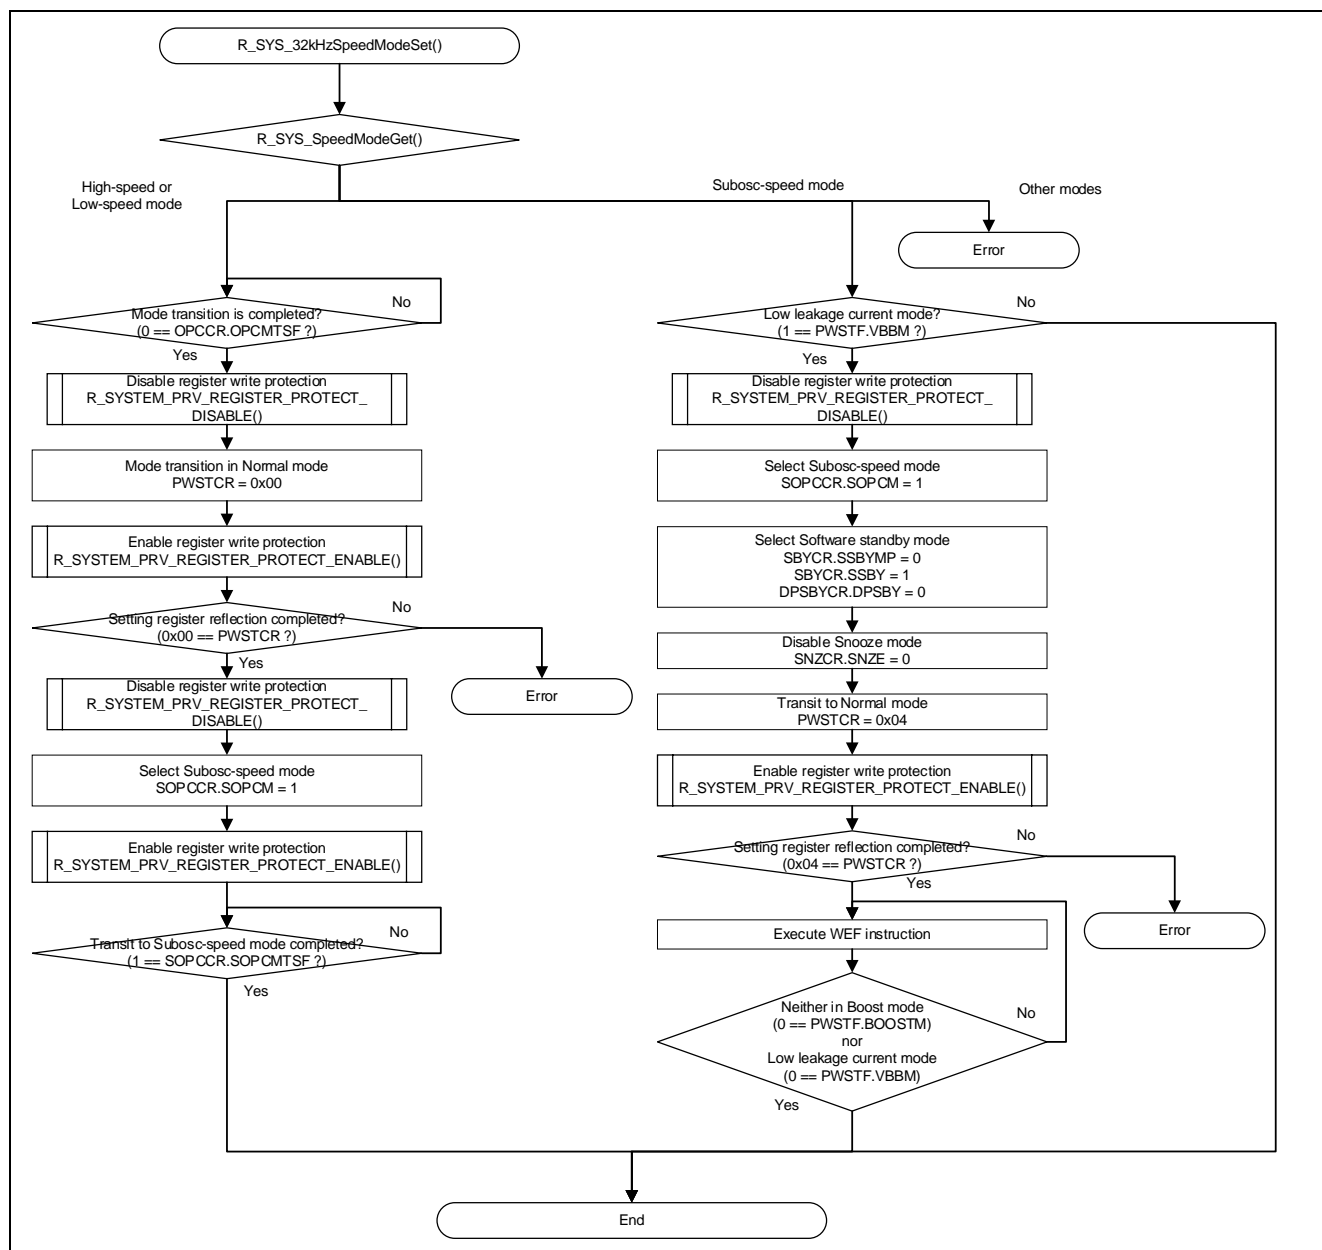 R_SYS_32kHzSpeedModeSet()
R_SYS_SpeedModeGet()
High-speed or
Low-speed mode
Subosc-speed mode
Other modes
Error
Mode transition is completed?
(0 == OPCCR.OPCMTSF ?)
No
Yes
Disable register write protection
R_SYSTEM_PRV_REGISTER_PROTECT_
DISABLE()
Mode transition in Normal mode
PWSTCR = 0x00
Enable register write protection
R_SYSTEM_PRV_REGISTER_PROTECT_ENABLE()
Setting register reflection completed?
(0x00 == PWSTCR ?)
No
Yes
Error
Disable register write protection
R_SYSTEM_PRV_REGISTER_PROTECT_
DISABLE()
Select Subosc-speed mode
SOPCCR.SOPCM = 1
Enable register write protection
R_SYSTEM_PRV_REGISTER_PROTECT_ENABLE()
Transit to Subosc-speed mode completed?
(1 == SOPCCR.SOPCMTSF ?)
No
Yes
Low leakage current mode?
(1 == PWSTF.VBBM ?)
No
Yes
Disable register write protection
R_SYSTEM_PRV_REGISTER_PROTECT_
DISABLE()
Select Subosc-speed mode
SOPCCR.SOPCM = 1
Select Software standby mode
SBYCR.SSBYMP = 0
SBYCR.SSBY = 1
DPSBYCR.DPSBY = 0
Disable Snooze mode
SNZCR.SNZE = 0
Transit to Normal mode
PWSTCR = 0x04
Enable register write protection
R_SYSTEM_PRV_REGISTER_PROTECT_ENABLE()
Setting register reflection completed?
(0x04 == PWSTCR ?)
No
Yes
Error
Execute WEF instruction
Neither in Boost mode
(0 == PWSTF.BOOSTM)
nor
Low leakage current mode
(0 == PWSTF.VBBM)
No
Yes
End